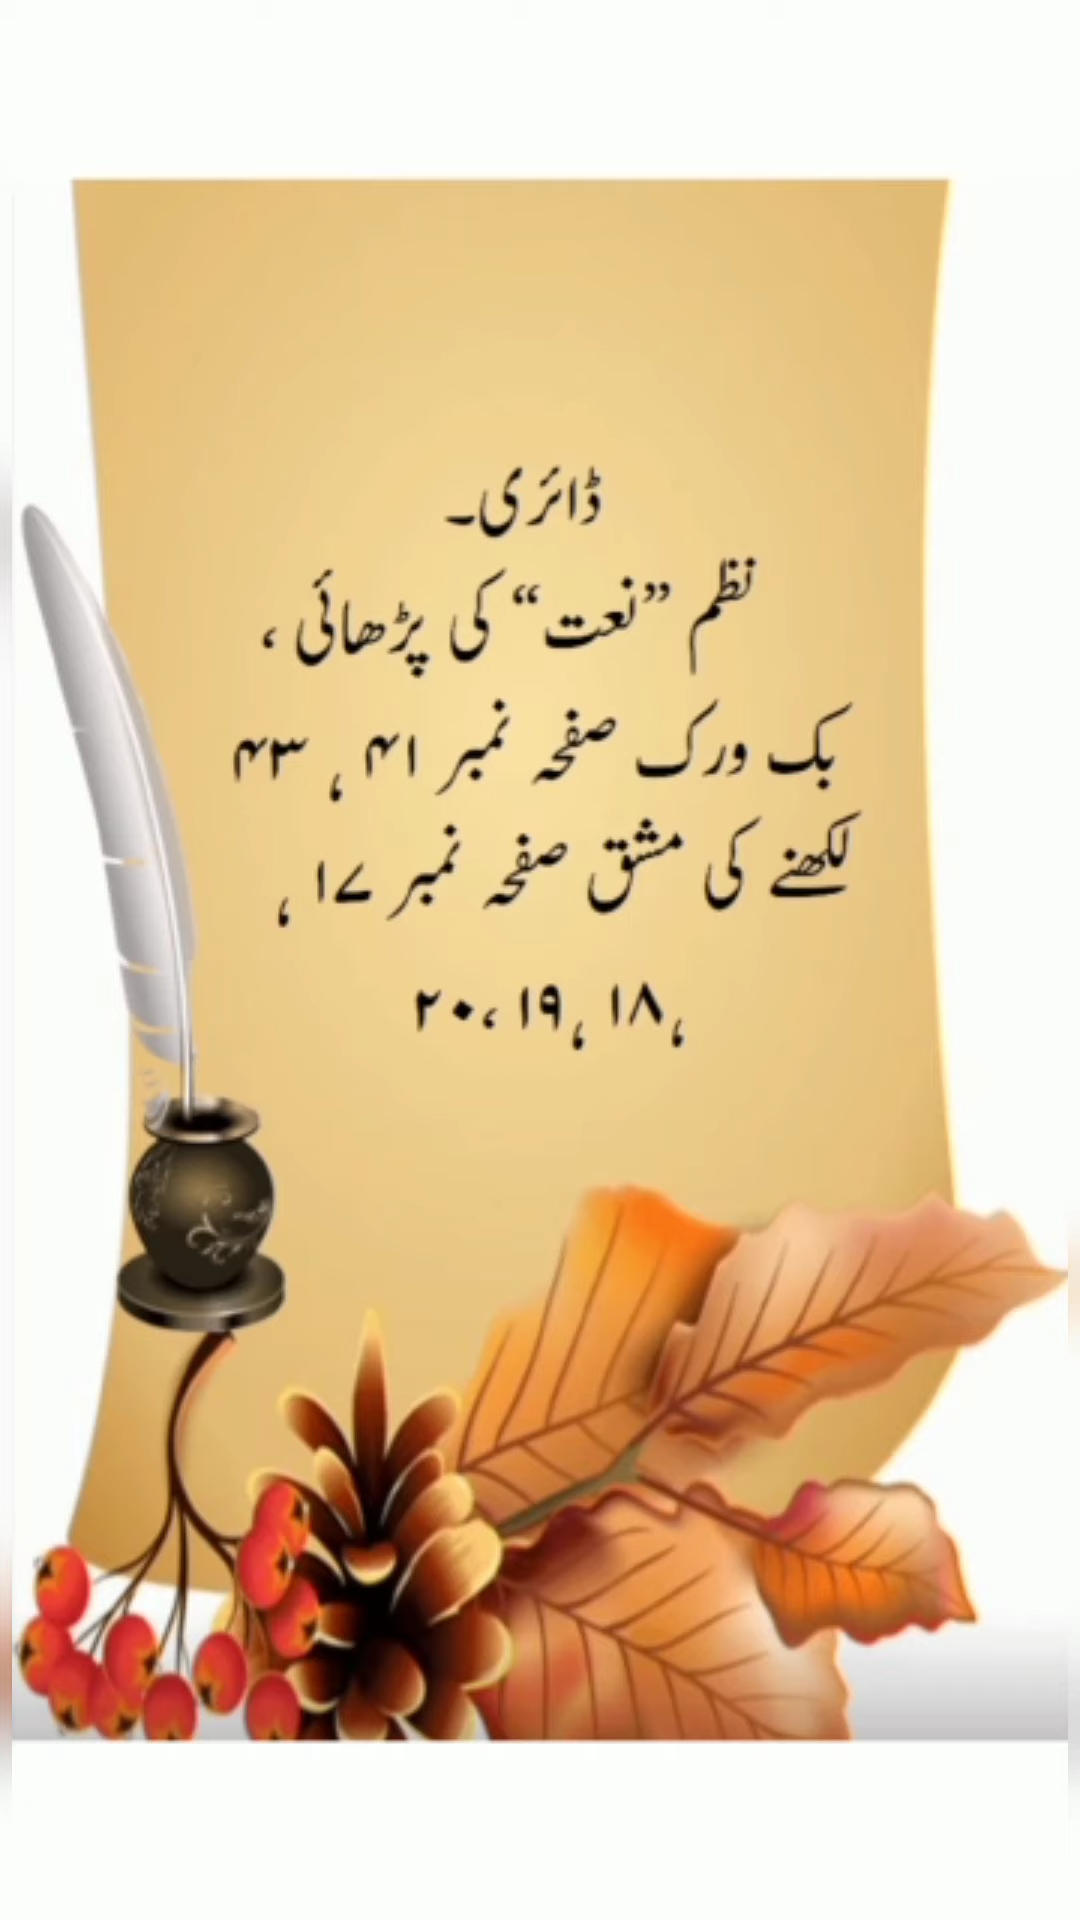 ڈائری۔
نظم ”نعت“ کی پڑھائی ،
بک ورک صفحہ نمبر ۴۱ , ۴۳
لکھنے کی مشق صفحہ نمبر ۱۷ ,
, ۱۸ , ۱۹ ، ۲۰